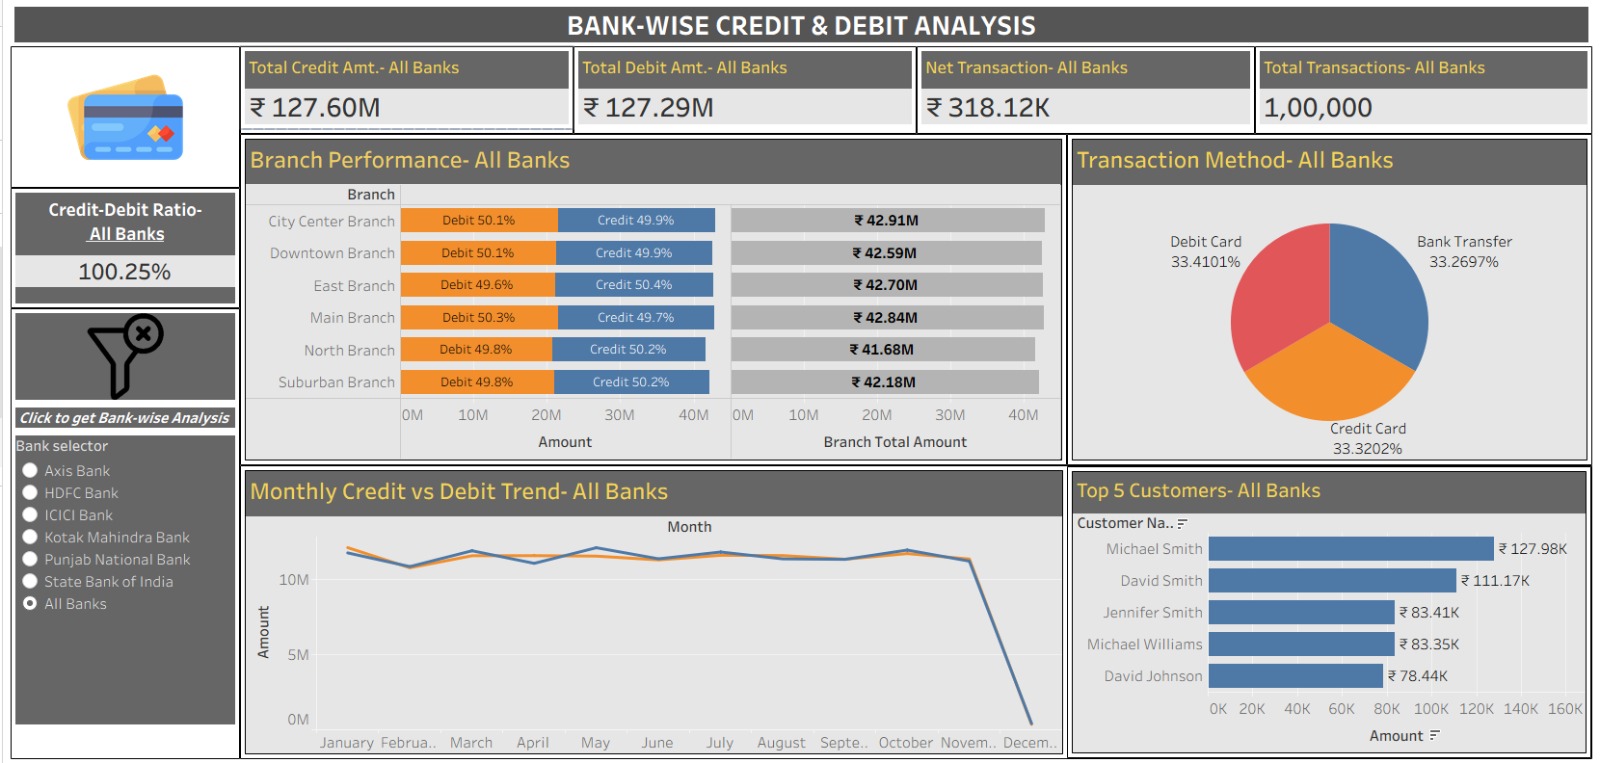 BANK-WISE CREDIT & DEBIT ANALYSIS
Total Credit Amt.- All Banks
₹ 127.60M
Total Debit Amt.- All Banks
₹ 127.29M
Net Transaction- All Banks
₹ 318.12K
Total Transactions- All Banks
1,00,000
Credit-Debit Ratio-
All Banks
100.25%
Click to get Bank-wise Analysis
Bank selector
Axis Bank
HDFC Bank
ICICI Bank
Kotak Mahindra Bank
Punjab National Bank
State Bank of India
All Banks
Branch Performance- All Banks
Branch
City Center Branch Debit 50.1% Credit 49.9% ₹ 42.91M
Downtown Branch Debit 50.1% Credit 49.9% ₹ 42.59M
East Branch Debit 49.6% Credit 50.4% ₹ 42.70M
Main Branch Debit 50.3% Credit 49.7% ₹ 42.84M
North Branch Debit 49.8% Credit 50.2% ₹ 41.68M
Suburban Branch Debit 49.8% Credit 50.2% ₹ 42.18M
0M 10M 20M 30M 40M 0M 10M 20M 30M 40M
Amount Branch Total Amount
Transaction Method- All Banks
Debit Card
33.4101%
Bank Transfer
33.2697%
Credit Card
33.3202%
Monthly Credit vs Debit Trend- All Banks
Month
10M
5M
0M
Amount
January Februa.. March April May June July August Septe.. October Novem.. Decem..
Top 5 Customers- All Banks
Customer Na..
Michael Smith ₹ 127.98K
David Smith ₹ 111.17K
Jennifer Smith ₹ 83.41K
Michael Williams ₹ 83.35K
David Johnson ₹ 78.44K
0K 20K 40K 60K 80K 100K 120K 140K 160K
Amount